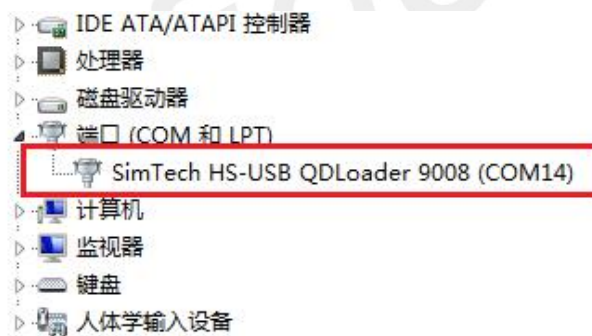 IDE ATA/ATAPI 控制器
处理器
磁盘驱动器
端口 (COM 和 LPT)
SimTech HS-USB QDLoader 9008 (COM14)
计算机
监视器
键盘
人体学输入设备